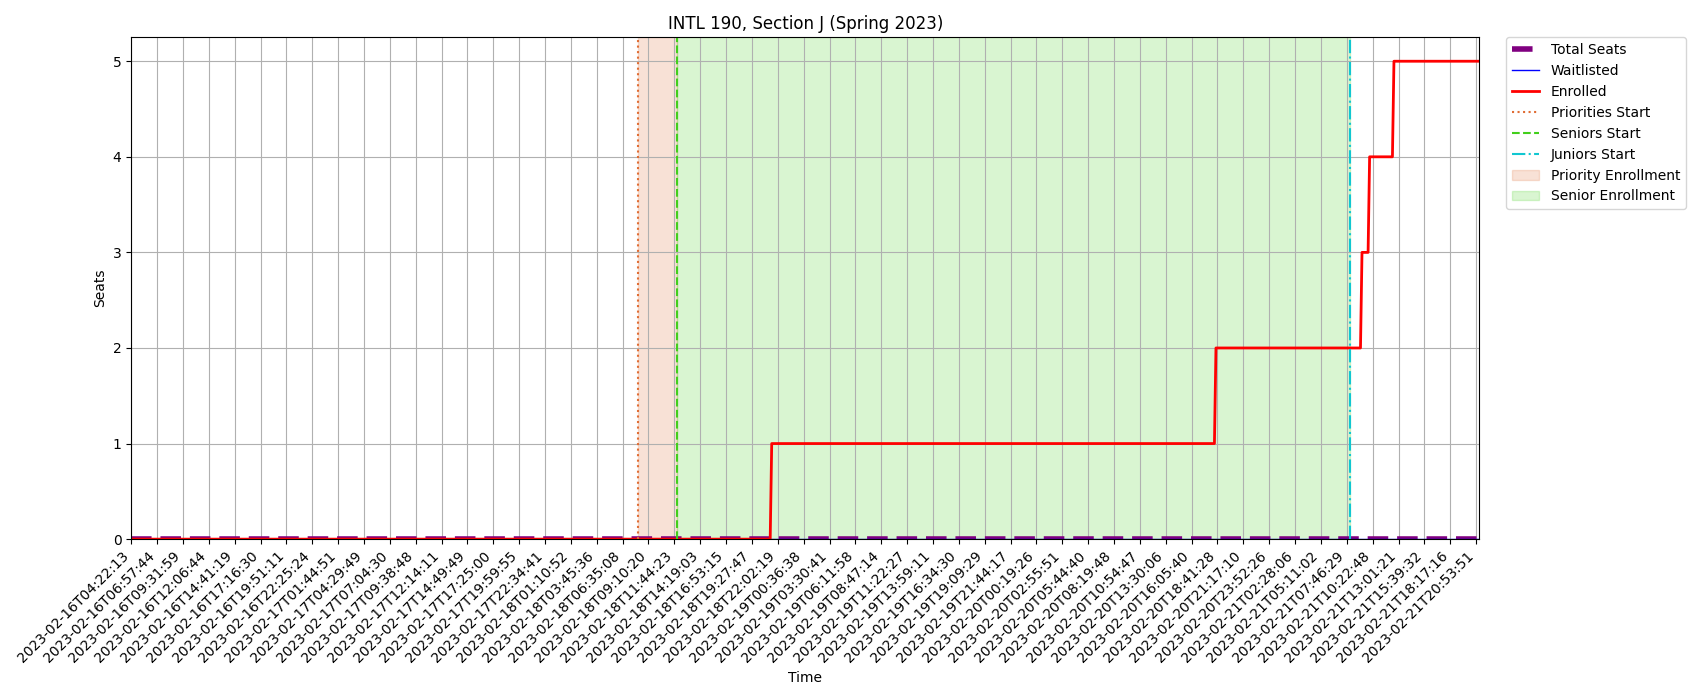 INTL 190, Section J (Spring 2023)
Total Seats
Waitlisted
Enrolled
Priorities Start
Seniors Start
Juniors Start
Priority Enrollment
Senior Enrollment
Seats
5
4
3
2
1
0
2023-02-16T04:22:13
2023-02-16T06:57:44
2023-02-16T09:31:59
2023-02-16T12:06:44
2023-02-16T14:41:19
2023-02-16T17:16:30
2023-02-16T19:51:11
2023-02-16T22:25:24
2023-02-17T01:44:51
2023-02-17T04:29:49
2023-02-17T07:04:30
2023-02-17T09:38:48
2023-02-17T12:14:11
2023-02-17T14:49:49
2023-02-17T17:25:00
2023-02-17T19:59:55
2023-02-17T22:34:41
2023-02-18T01:10:52
2023-02-18T03:45:36
2023-02-18T06:35:08
2023-02-18T09:10:20
2023-02-18T11:44:23
2023-02-18T14:19:03
2023-02-18T16:53:15
2023-02-18T19:27:47
2023-02-18T22:02:19
2023-02-19T00:36:38
2023-02-19T03:30:41
2023-02-19T06:11:58
2023-02-19T08:47:14
2023-02-19T11:22:27
2023-02-19T13:59:11
2023-02-19T16:34:30
2023-02-19T19:09:29
2023-02-19T21:44:17
2023-02-20T00:19:26
2023-02-20T02:55:51
2023-02-20T05:44:40
2023-02-20T08:19:48
2023-02-20T10:54:47
2023-02-20T13:30:06
2023-02-20T16:05:40
2023-02-20T18:41:28
2023-02-20T21:17:10
2023-02-20T23:52:26
2023-02-21T02:28:06
2023-02-21T05:11:02
2023-02-21T07:46:29
2023-02-21T10:22:48
2023-02-21T13:01:21
2023-02-21T15:39:32
2023-02-21T18:17:16
2023-02-21T20:53:51
Time